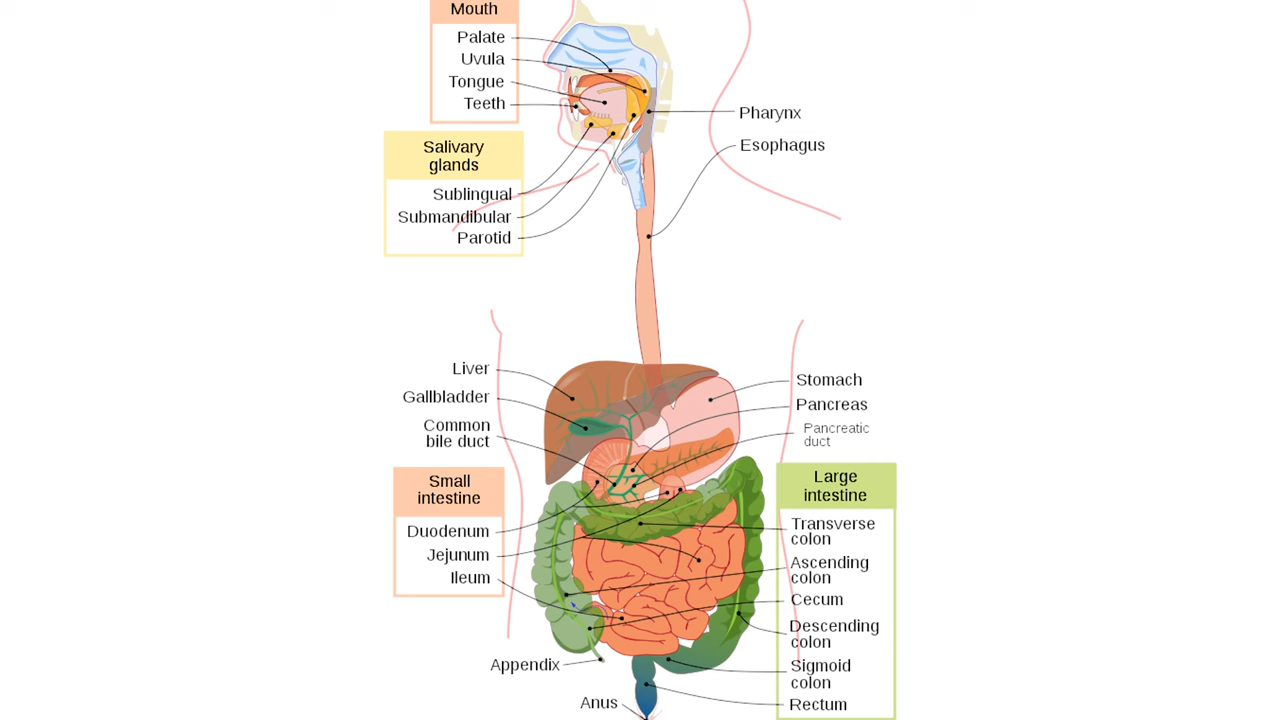 Mouth
Palate
Uvula
Tongue
Teeth
Salivary
glands
Sublingual
Submandibular
Parotid
Pharynx
Esophagus
Liver
Gallbladder
Common
bile duct
Small
intestine
Duodenum
Jejunum
Ileum
Appendix
Anus
Stomach
Pancreas
Pancreatic
duct
Large
intestine
Transverse
colon
Ascending
colon
Cecum
Descending
colon
Sigmoid
colon
Rectum